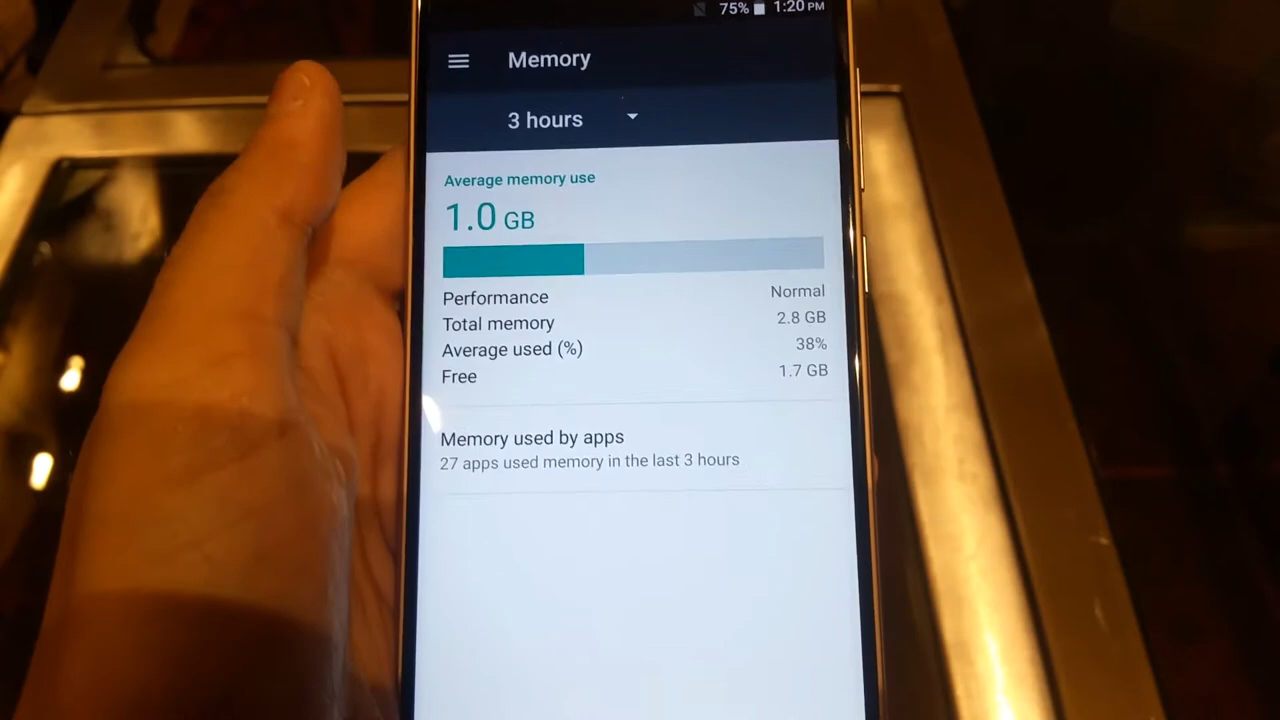 75% 1:20 PM
Memory
3 hours
Average memory use
1.0 GB
Performance Normal
Total memory 2.8 GB
Average used (%) 38%
Free 1.7 GB
Memory used by apps
27 apps used memory in the last 3 hours